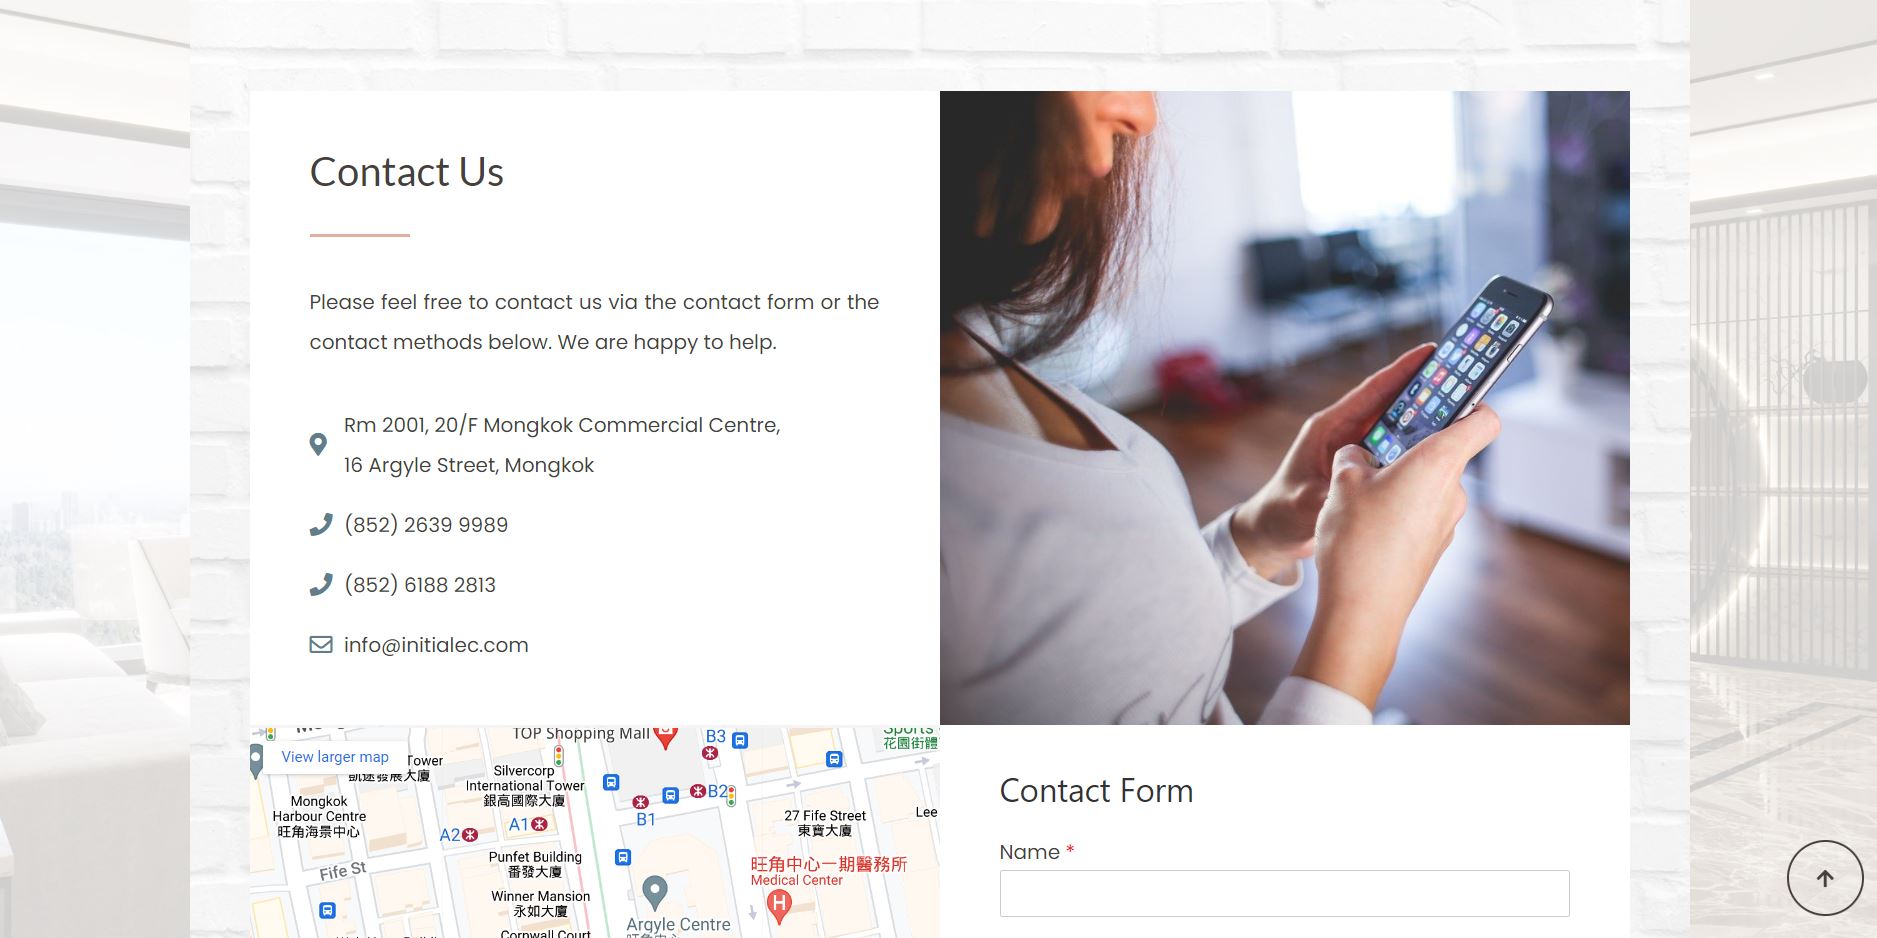 Contact Us
Please feel free to contact us via the contact form or the
contact methods below. We are happy to help.
Rm 2001, 20/F Mongkok Commercial Centre,
16 Argyle Street, Mongkok
(852) 2639 9989
(852) 6188 2813
info@initialec.com
View larger map
TOP Shopping Mall
B3
Sports
花園街體
Tower
凱途發展大廈
Silvercorp
International Tower
銀高國際大廈
Mongkok
Harbour Centre
旺角海景中心
A2
A1
B2
B1
27 Fife Street
東寶大廈
Lee
Fife St
Punfet Building
番發大廈
Winner Mansion
永如大廈
Cornwall Court
旺角中心一期醫務所
Medical Center
H
Argyle Centre
Contact Form
Name *